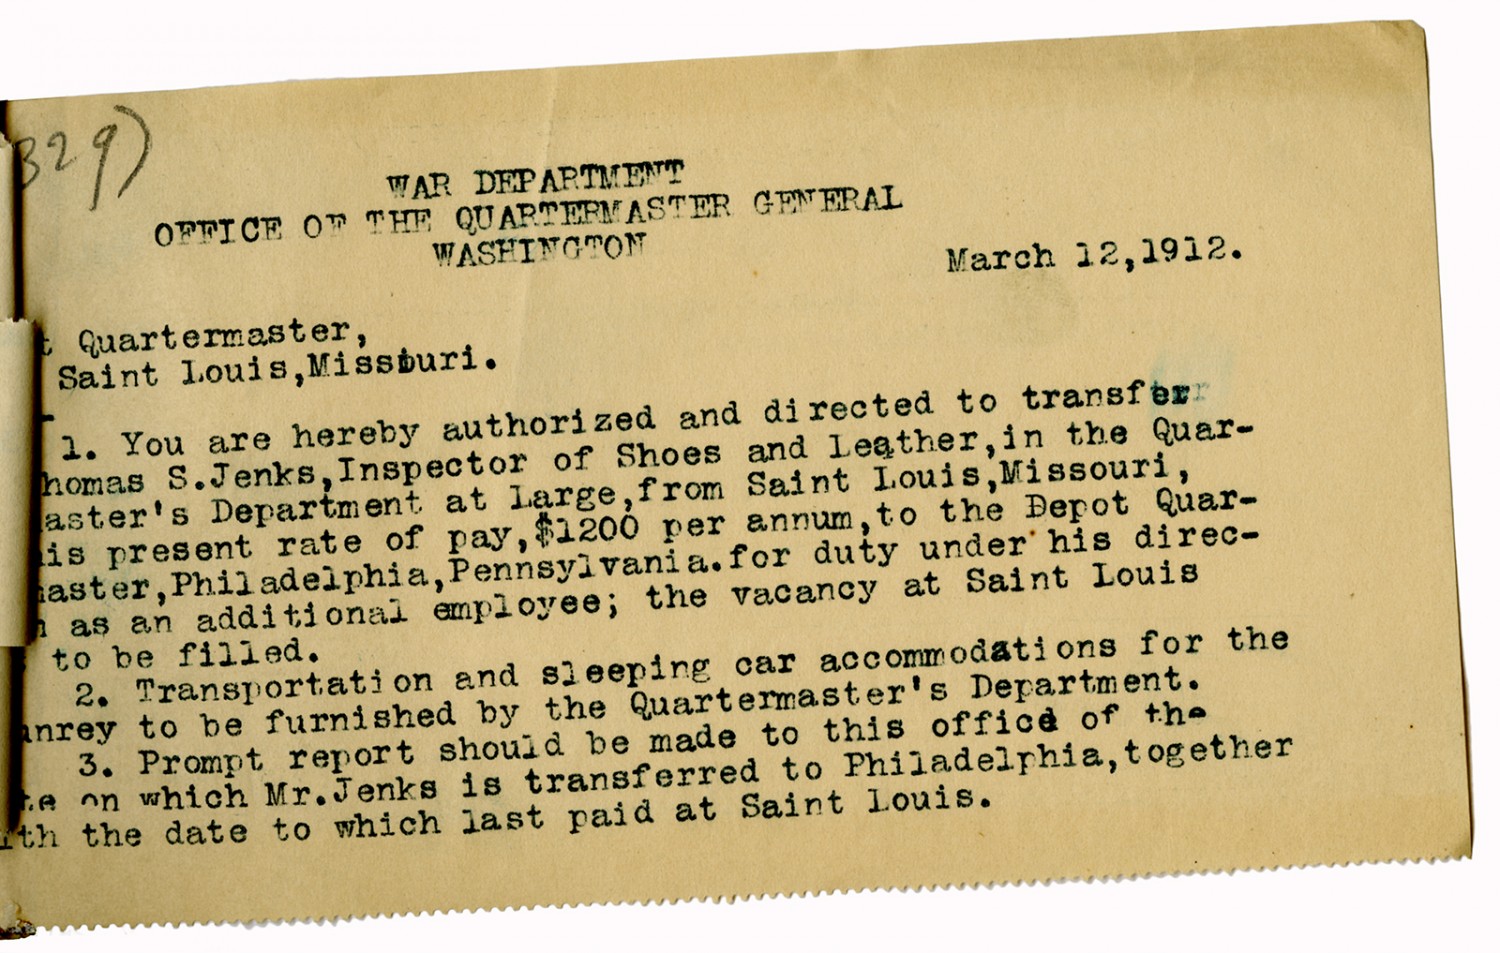 329)
WAR DEPARTMENT
OFFICE OF THE QUARTERMASTER GENERAL
WASHINGTON
March 12,1912.
t Quartermaster,
Saint Louis,Missouri.
1. You are hereby authorized and directed to transfer
homas S.Jenks,Inspector of Shoes and Leather,in the Quar-
aster's Department at Large,from Saint Louis,Missouri,
is present rate of pay,$1200 per annum,to the Depot Quar-
aster,Philadelphia,Pennsylvania.for duty under his direc-
n as an additional employee; the vacancy at Saint Louis
to be filled.
2. Transportation and sleeping car accommodations for the
nrey to be furnished by the Quartermaster's Department.
3. Prompt report should be made to this office of the
te on which Mr.Jenks is transferred to Philadelphia,together
ith the date to which last paid at Saint Louis.